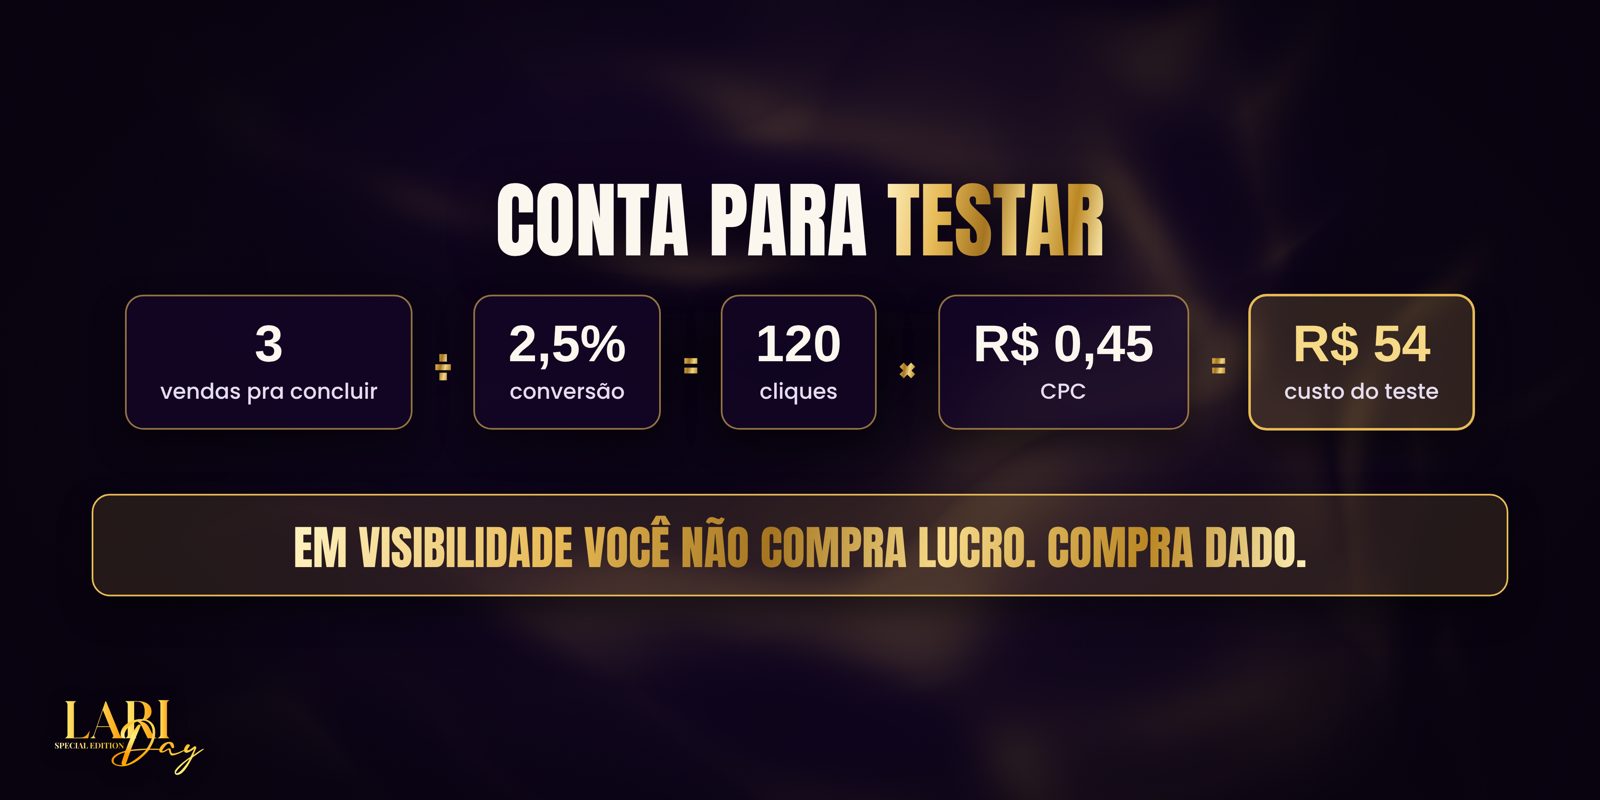 CONTA PARA TESTAR
3 ÷ 2,5% = 120 × R$ 0,45 = R$ 54
vendas pra concluir conversão cliques CPC custo do teste
EM VISIBILIDADE VOCÊ NÃO COMPRA LUCRO. COMPRA DADO.
LARI
SPECIAL EDITION Day